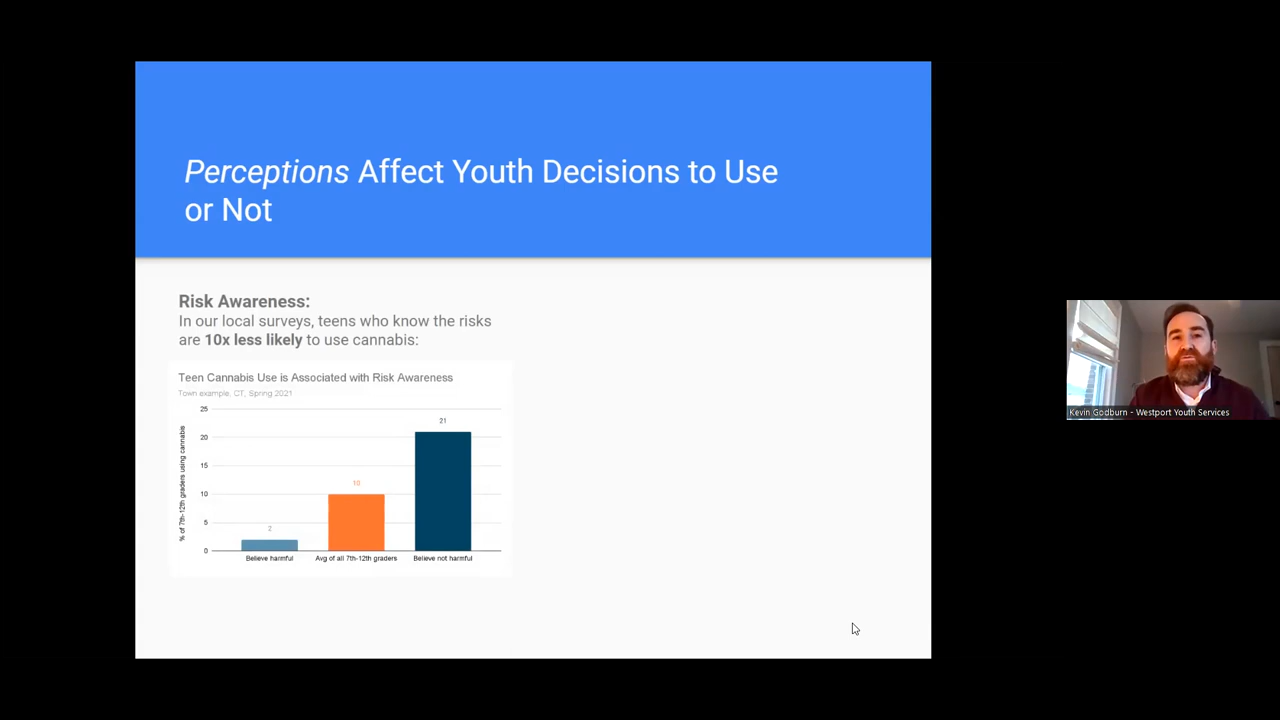 Perceptions Affect Youth Decisions to Use
or Not
Risk Awareness:
In our local surveys, teens who know the risks
are 10x less likely to use cannabis:
Teen Cannabis Use is Associated with Risk Awareness
Town example, CT, Spring 2021
% of 7th-12th graders using cannabis
25
20
15
10
5
0
2
10
21
Believe harmful
Avg of all 7th-12th graders
Believe not harmful
Kevin Godburn - Westport Youth Services